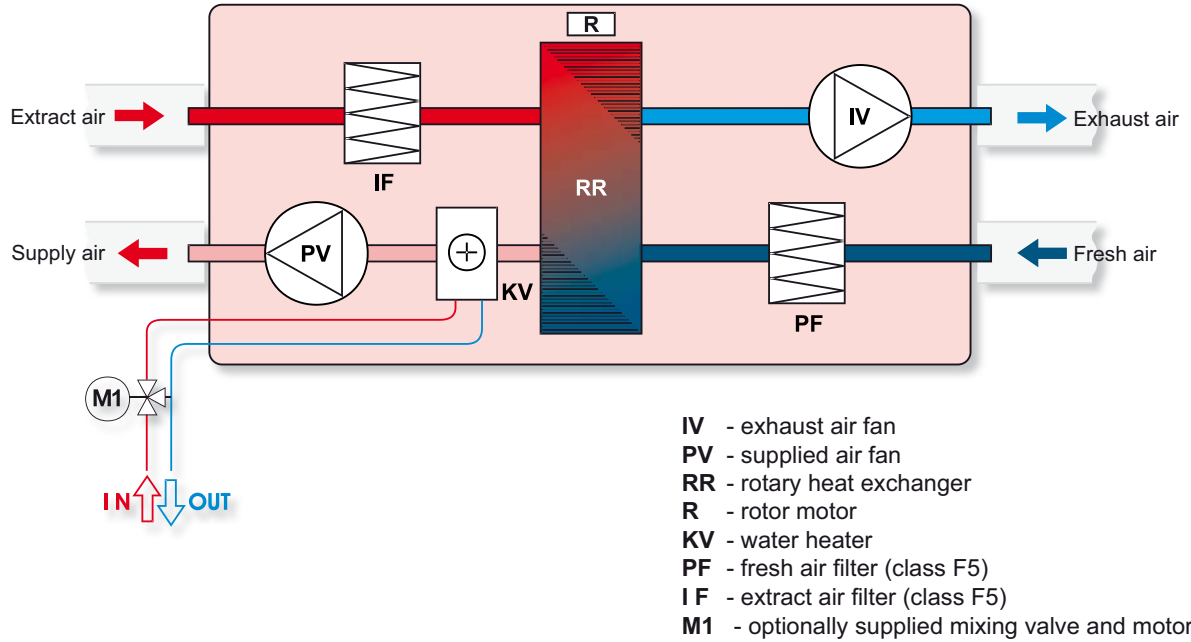 R
Extract air
IF
IV
Exhaust air
RR
Supply air
PV
KV
PF
Fresh air
M1
IN
OUT
IV - exhaust air fan
PV - supplied air fan
RR - rotary heat exchanger
R - rotor motor
KV - water heater
PF - fresh air filter (class F5)
I F - extract air filter (class F5)
M1 - optionally supplied mixing valve and motor